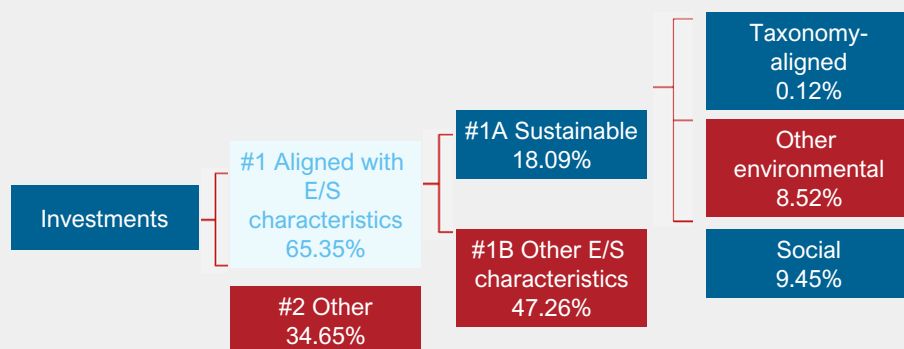 Investments
#1 Aligned with
E/S
characteristics
65.35%
#2 Other
34.65%
#1A Sustainable
18.09%
#1B Other E/S
characteristics
47.26%
Taxonomy-
aligned
0.12%
Other
environmental
8.52%
Social
9.45%